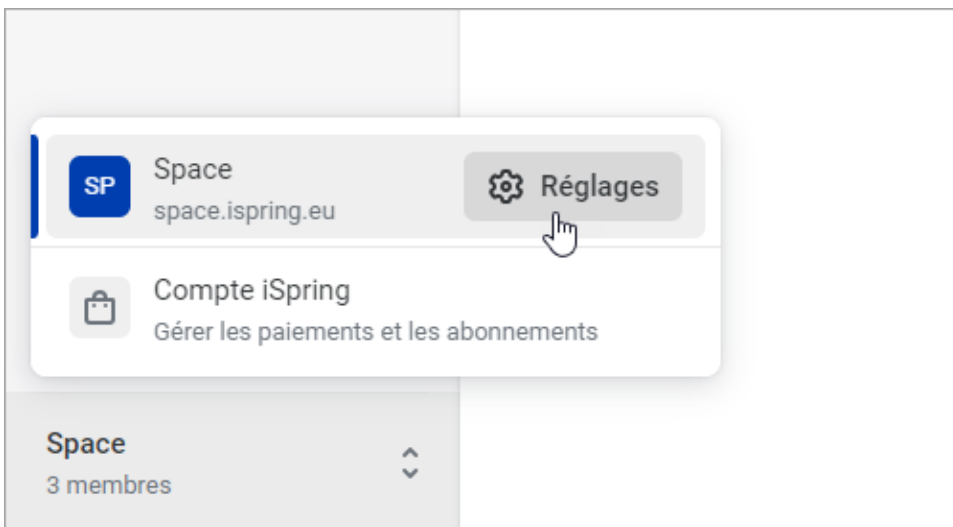 SP
Space
space.ispring.eu
Réglages
Compte iSpring
Gérer les paiements et les abonnements
Space
3 membres